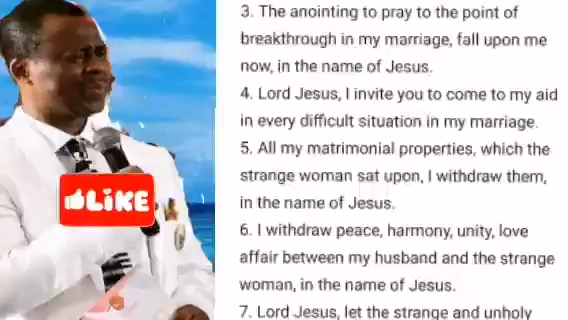 3. The anointing to pray to the point of
breakthrough in my marriage, fall upon me
now, in the name of Jesus.
4. Lord Jesus, I invite you to come to my aid
in every difficult situation in my marriage.
5. All my matrimonial properties, which the
strange woman sat upon, I withdraw them,
in the name of Jesus.
6. I withdraw peace, harmony, unity, love
affair between my husband and the strange
woman, in the name of Jesus.
7. Lord Jesus, let the strange and unholy
LIKE